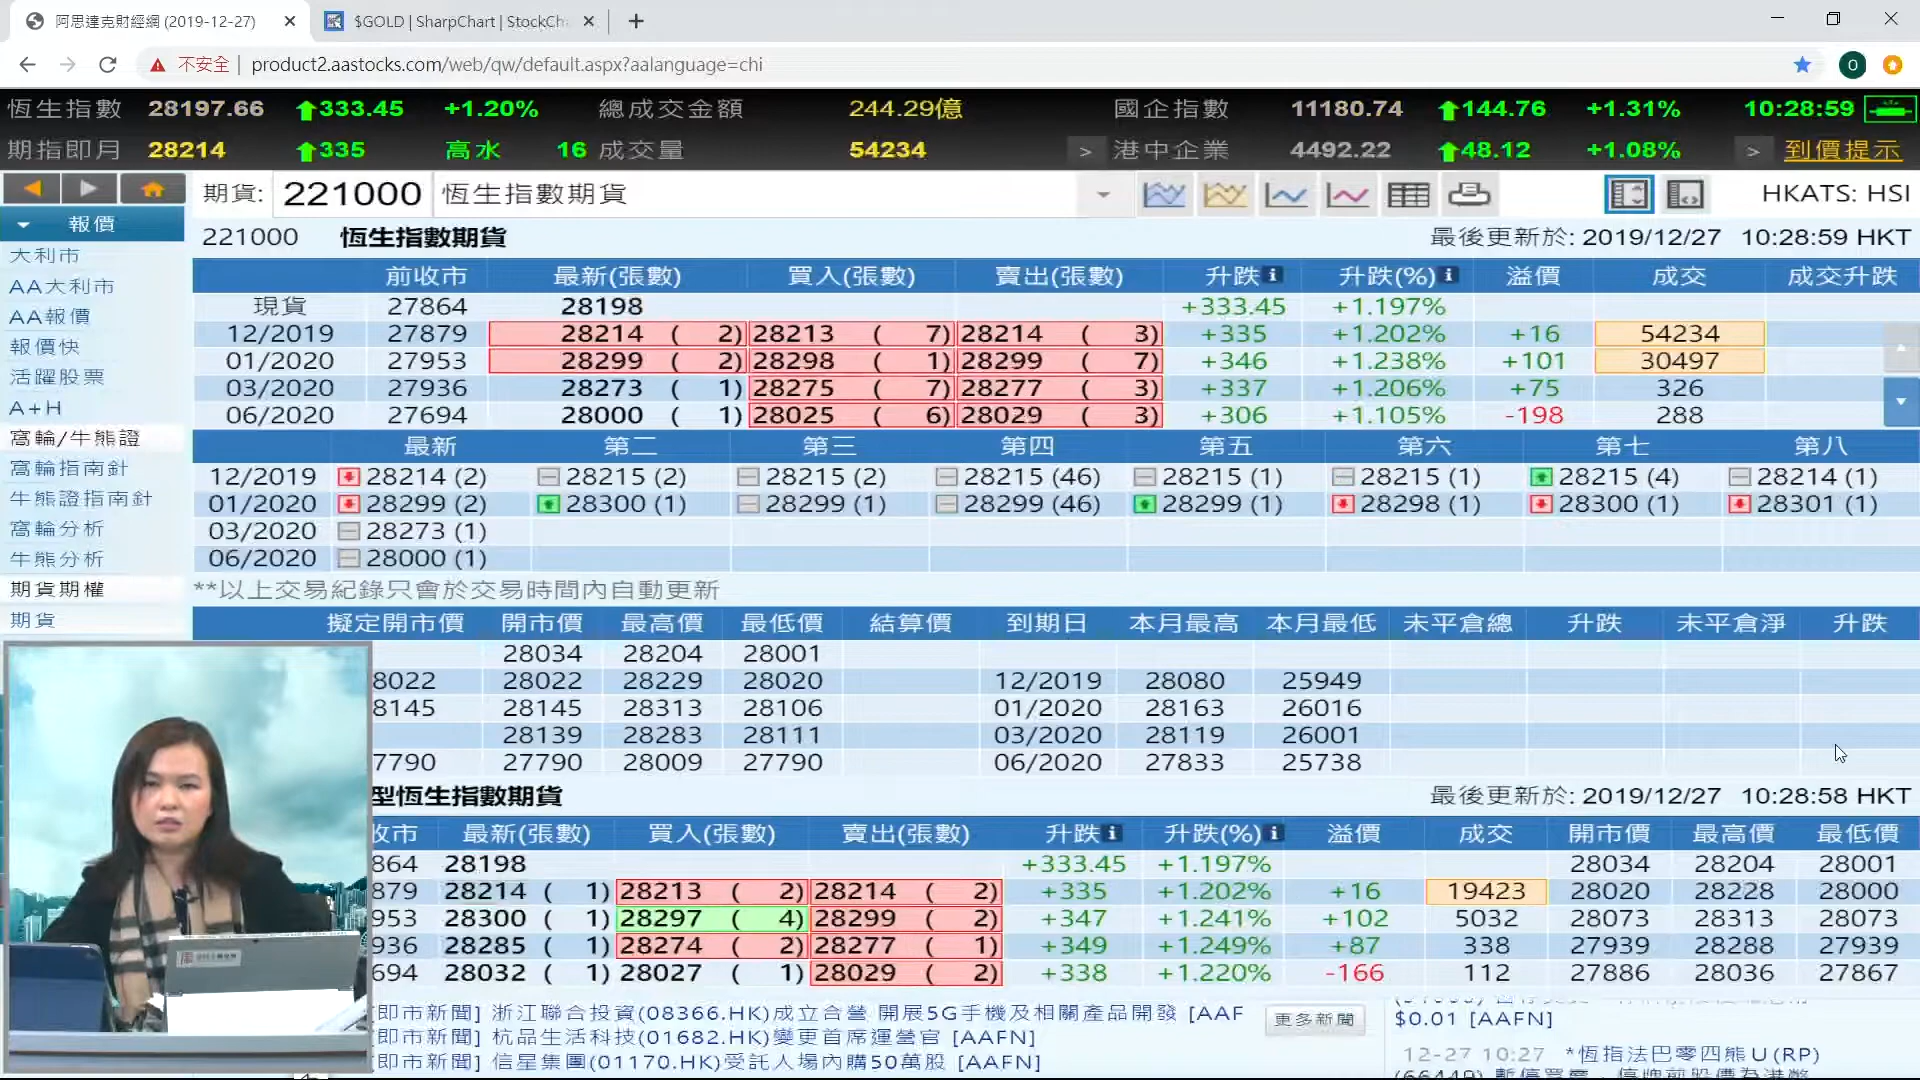 阿思達克財經網 (2019-12-27)
$GOLD | SharpChart | StockCh
不安全 | product2.aastocks.com/web/qw/default.aspx?aalanguage=chi
O
恆生指數 28197.66 333.45 +1.20% 總成交金額 244.29億 國企指數 11180.74 144.76 +1.31% 10:28:59
期指即月 28214 335 高水 16 成交量 54234 > 港中企業 4492.22 48.12 +1.08% > 到價提示
期貨: 221000 恆生指數期貨 HKATS: HSI
報價
大利市
AA大利市
AA報價
報價快
活躍股票
A+H
窩輪/牛熊證
窩輪指南針
牛熊證指南針
窩輪分析
牛熊分析
期貨期權
期貨
221000 恆生指數期貨 最後更新於: 2019/12/27 10:28:59 HKT
前收市 最新(張數) 買入(張數) 賣出(張數) 升跌 升跌(%) 溢價 成交 成交升跌
現貨 27864 28198 +333.45 +1.197%
12/2019 27879 28214 ( 2) 28213 ( 7) 28214 ( 3) +335 +1.202% +16 54234
01/2020 27953 28299 ( 2) 28298 ( 1) 28299 ( 7) +346 +1.238% +101 30497
03/2020 27936 28273 ( 1) 28275 ( 7) 28277 ( 3) +337 +1.206% +75 326
06/2020 27694 28000 ( 1) 28025 ( 6) 28029 ( 3) +306 +1.105% -198 288
最新 第二 第三 第四 第五 第六 第七 第八
12/2019 28214 (2) 28215 (2) 28215 (2) 28215 (46) 28215 (1) 28215 (1) 28215 (4) 28214 (1)
01/2020 28299 (2) 28300 (1) 28299 (1) 28299 (46) 28299 (1) 28298 (1) 28300 (1) 28301 (1)
03/2020 28273 (1)
06/2020 28000 (1)
**以上交易紀錄只會於交易時間內自動更新
擬定開市價 開市價 最高價 最低價 結算價 到期日 本月最高 本月最低 未平倉總 升跌 未平倉淨 升跌
28034 28204 28001
8022 28022 28229 28020 12/2019 28080 25949
8145 28145 28313 28106 01/2020 28163 26016
28139 28283 28111 03/2020 28119 26001
7790 27790 28009 27790 06/2020 27833 25738
型恆生指數期貨 最後更新於: 2019/12/27 10:28:58 HKT
收市 最新(張數) 買入(張數) 賣出(張數) 升跌 升跌(%) 溢價 成交 開市價 最高價 最低價
864 28198 +333.45 +1.197% 28034 28204 28001
879 28214 ( 1) 28213 ( 2) 28214 ( 2) +335 +1.202% +16 19423 28020 28228 28000
953 28300 ( 1) 28297 ( 4) 28299 ( 2) +347 +1.241% +102 5032 28073 28313 28073
936 28285 ( 1) 28274 ( 2) 28277 ( 1) +349 +1.249% +87 338 27939 28288 27939
694 28032 ( 1) 28027 ( 1) 28029 ( 2) +338 +1.220% -166 112 27886 28036 27867
即市新聞] 浙江聯合投資(08366.HK)成立合營 開展5G手機及相關產品開發 [AAF
即市新聞] 杭品生活科技(01682.HK)變更首席運營官 [AAFN]
即市新聞] 信星集團(01170.HK)受託人場內購50萬股 [AAFN]
更多新聞
$0.01 [AAFN]
12-27 10:27 *恆指法巴零四熊U(RP)